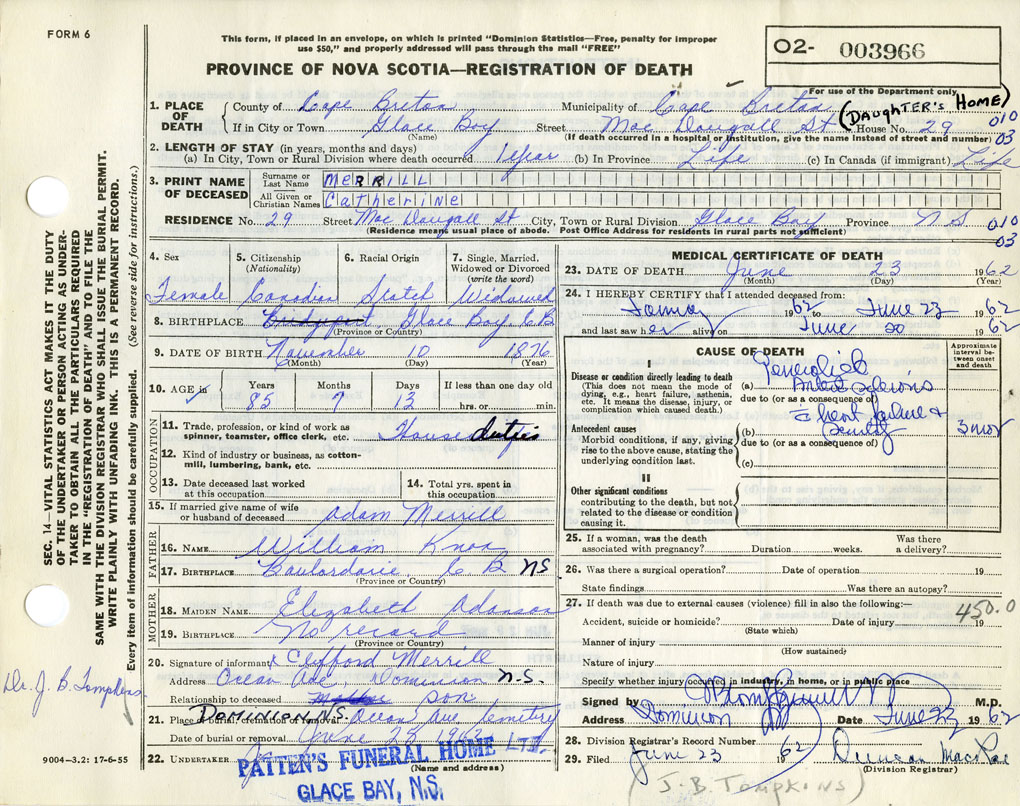 FORM 6
This form, if placed in an envelope, on which is printed "Dominion Statistics—Free, penalty for improper
use $50," and properly addressed will pass through the mail "FREE"
PROVINCE OF NOVA SCOTIA—REGISTRATION OF DEATH
02- 003966
For use of the Department only
1. PLACE OF DEATH
County of Cape Breton Municipality of Cape Breton (DAUGHTER'S HOME) 010
If in City or Town Glace Bay Street Mac Dougall St House No. 29 03
(Name) (If death occurred in a hospital or institution, give the name instead of street and number)
2. LENGTH OF STAY (in years, months and days)
(a) In City, Town or Rural Division where death occurred 1 year (b) In Province Life (c) In Canada (if immigrant) Life
3. PRINT NAME OF DECEASED
Surname or Last Name MERRILL
All Given or Christian Names CatHerINE
RESIDENCE No. 29 Street Mac Dougall St City, Town or Rural Division Glace Bay Province N S 010
(Residence means usual place of abode. Post Office Address for residents in rural parts not sufficient) 03
4. Sex 5. Citizenship (Nationality) 6. Racial Origin 7. Single, Married, Widowed or Divorced (write the word)
Female Canadian Scotch Widowed
8. BIRTHPLACE Bridgeport Glace Bay, C B
(Province or Country)
9. DATE OF BIRTH November 10 1876
(Month) (Day) (Year)
10. AGE in Years Months Days If less than one day old
85 7 13 hrs. or min.
OCCUPATION
11. Trade, profession, or kind of work as spinner, teamster, office clerk, etc. House duties
12. Kind of industry or business, as cotton-mill, lumbering, bank, etc.
13. Date deceased last worked at this occupation 14. Total yrs. spent in this occupation
15. If married give name of wife or husband of deceased Adam Merrill
FATHER
16. NAME William Knox
17. BIRTHPLACE Boulardarie, C B NS
(Province or Country)
MOTHER
18. MAIDEN NAME Elizabeth Adamson
19. BIRTHPLACE No record
(Province or Country)
20. Signature of informant x Clifford Merrill
Address Ocean Ave, Dominion N.S.
Relationship to deceased mother son
21. Place of burial, cremation or removal DOMINION N.S. Ocean Ave Cemetery
Date of burial or removal June 25 1962
22. UNDERTAKER
(Name and address)
PATTEN'S FUNERAL HOME LTD.
GLACE BAY, N.S.
MEDICAL CERTIFICATE OF DEATH
23. DATE OF DEATH June 23 1962
(Month) (Day) (Year)
24. I HEREBY CERTIFY that I attended deceased from:
1962 to June 23 1962
and last saw her alive on June 20 1962
CAUSE OF DEATH
Approximate interval between onset and death
I
Disease or condition directly leading to death
(This does not mean the mode of dying, e.g., heart failure, asthenia, etc. It means the disease, injury, or complication which caused death.)
(a) Generalized
due to (or as a consequence of)
Antecedent causes
Morbid conditions, if any, giving rise to the above cause, stating the underlying condition last.
heart failure &
(b) senility 3 mos
due to (or as a consequence of)
(c)
II
Other significant conditions
contributing to the death, but not related to the disease or condition causing it.
25. If a woman, was the death associated with pregnancy? Duration weeks. Was there a delivery?
26. Was there a surgical operation? Date of operation 19
State findings Was there an autopsy?
27. If death was due to external causes (violence) fill in also the following:— 450.0
Accident, suicide or homicide? Date of injury 19
(State which)
Manner of injury
(How sustained)
Nature of injury
Specify whether injury occurred in industry, in home, or in public place
Signed by M.D.
Address Dominion Date June 23 1962
28. Division Registrar's Record Number
29. Filed June 23 1962 Duncan MacRae
(Division Registrar)
(J.B. TOMPKINS)
SEC. 14—VITAL STATISTICS ACT MAKES IT THE DUTY
OF THE UNDERTAKER OR PERSON ACTING AS UNDER-
TAKER TO OBTAIN ALL THE PARTICULARS REQUIRED
IN THE "REGISTRATION OF DEATH" AND TO FILE THE
SAME WITH THE DIVISION REGISTRAR WHO SHALL ISSUE THE BURIAL PERMIT.
WRITE PLAINLY WITH UNFADING INK. THIS IS A PERMANENT RECORD.
Every item of information should be carefully supplied. (See reverse side for instructions.)
Dr. J. B. Tompkins
9004-3.2: 17-6-55